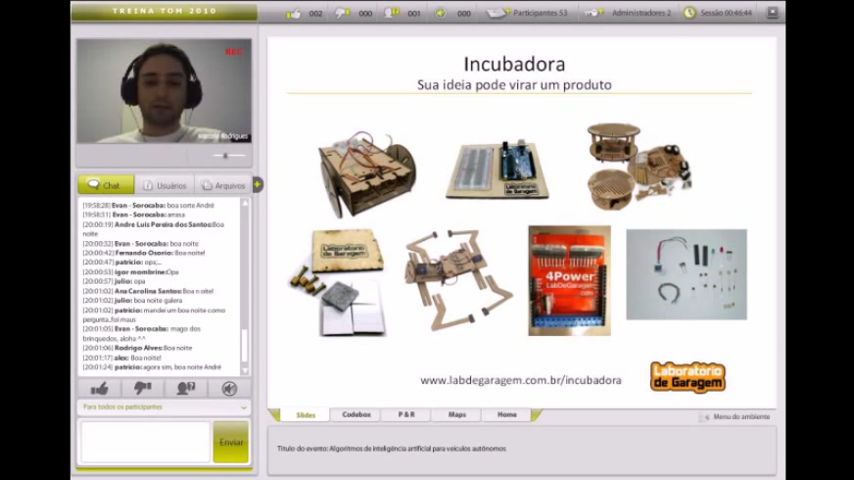 TREINA TOM 2010
002
000
001
000
Participantes 53
Administradores 2
Sessão 00:46:44
REC
Marcelo Rodrigues
Chat
Usuários
Arquivos
[19:58:28] Evan - Sorocaba: boa sorte André
[19:58:31] Evan - Sorocaba: arrasa
[20:00:19] Andre Luis Pereira dos Santos:Boa
noite
[20:00:32] Evan - Sorocaba: boa noite
[20:00:42] Fernando Osorio: Boa noite!
[20:00:47] patricio: ops;...
[20:00:53] igor mombrine:Opa
[20:00:57] julio: opa
[20:01:02] Ana Carolina Santos: Boa noite!
[20:01:02] julio: boa noite galera
[20:01:02] patricio: mandei um boa noite como
pergunta..foi maus
[20:01:05] Evan - Sorocaba: mago dos
brinquedos, aloha ^^
[20:01:06] Rodrigo Alves: Boa noite
[20:01:17] alex: Boa noite!
[20:01:24] patricio: agora sim, boa noite André
Para todos os participantes
Enviar
Incubadora
Sua ideia pode virar um produto
Laboratório
de Garagem
Laboratório
de Garagem
4Power
LabDeGaragem
www.labdegaragem.com.br/incubadora
Laboratório
de Garagem
Slides
Codebox
P & R
Maps
Home
Menu do ambiente
Título do evento: Algoritmos de inteligência artificial para veículos autônomos